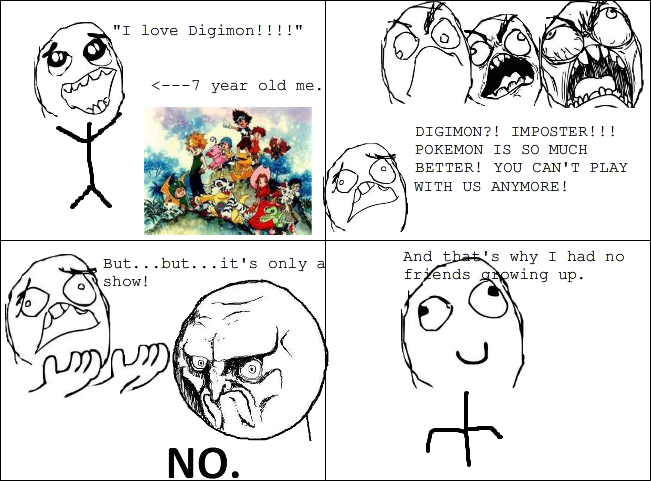 "I love Digimon!!!!"
<---7 year old me.
DIGIMON?! IMPOSTER!!!
POKEMON IS SO MUCH
BETTER! YOU CAN'T PLAY
WITH US ANYMORE!
But...but...it's only a
show!
NO.
And that's why I had no
friends growing up.